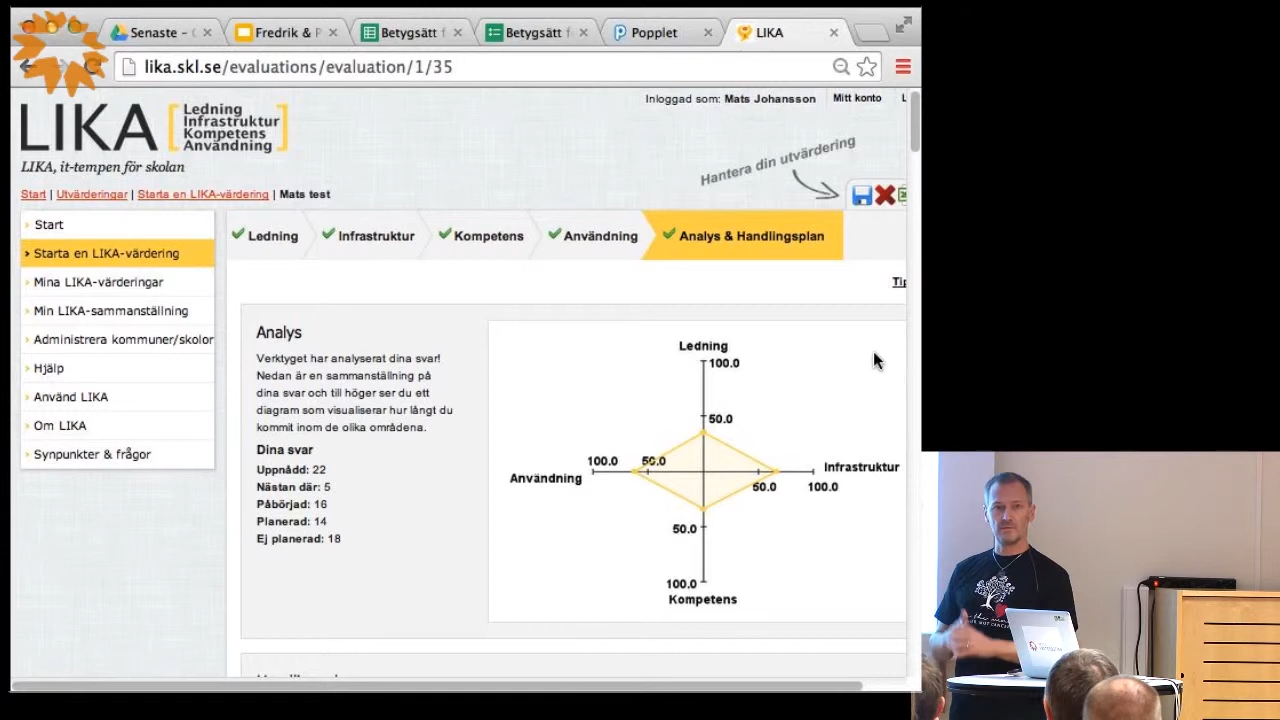 Senaste -
Fredrik & P
Betygsätt f
Betygsätt f
Popplet
LIKA
lika.skl.se/evaluations/evaluation/1/35
Inloggad som: Mats Johansson
Mitt konto
L
LIKA
Ledning
Infrastruktur
Kompetens
Användning
LIKA, it-tempen för skolan
Hantera din utvärdering
Start | Utvärderingar | Starta en LIKA-värdering | Mats test
Start
Starta en LIKA-värdering
Mina LIKA-värderingar
Min LIKA-sammanställning
Administrera kommuner/skolor
Hjälp
Använd LIKA
Om LIKA
Synpunkter & frågor
Ledning
Infrastruktur
Kompetens
Användning
Analys & Handlingsplan
Tip
Analys
Verktyget har analyserat dina svar!
Nedan är en sammanställning på
dina svar och till höger ser du ett
diagram som visualiserar hur långt du
kommit inom de olika områdena.
Dina svar
Uppnådd: 22
Nästan där: 5
Påbörjad: 16
Planerad: 14
Ej planerad: 18
Ledning
100.0
50.0
100.0
50.0
Användning
Infrastruktur
50.0
100.0
50.0
100.0
Kompetens